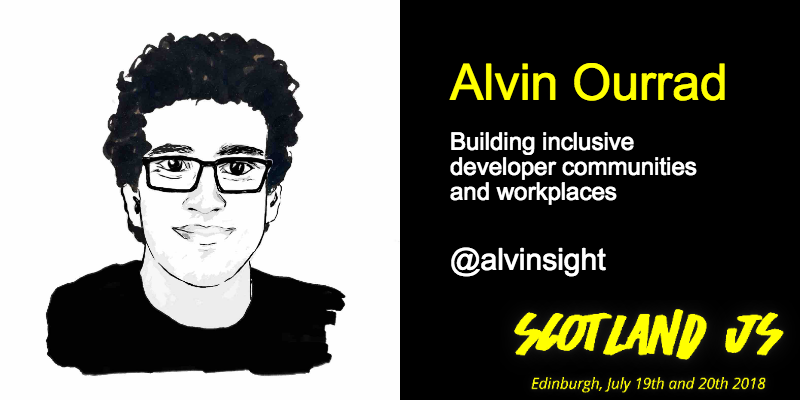 Alvin Ourrad
Building inclusive
developer communities
and workplaces
@alvinsight
SCOTLAND JS
Edinburgh, July 19th and 20th 2018